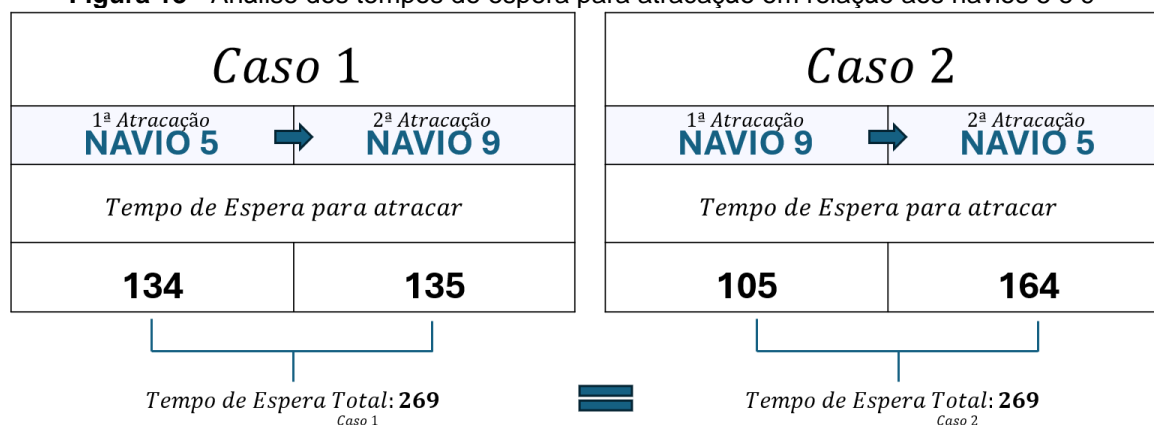 Caso 1
1ª Atracação
NAVIO 5
2ª Atracação
NAVIO 9
Tempo de Espera para atracar
134
135
Tempo de Espera Total: 269
Caso 1
Caso 2
1ª Atracação
NAVIO 9
2ª Atracação
NAVIO 5
Tempo de Espera para atracar
105
164
Tempo de Espera Total: 269
Caso 2